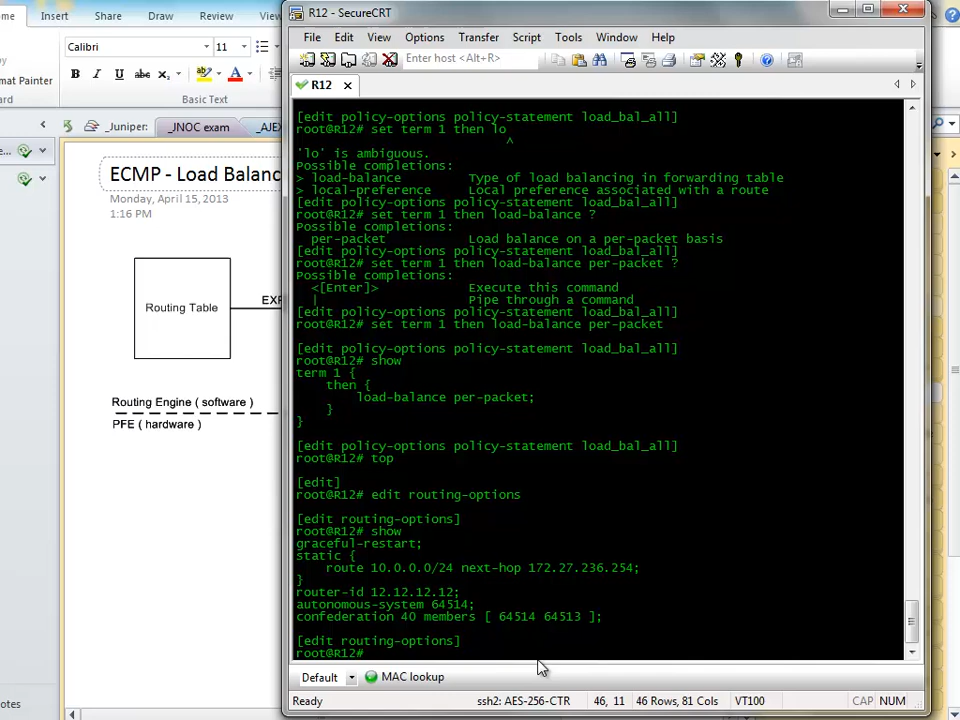 ome
Insert
Share
Draw
Review
View
Calibri
11
mat Painter
B I U abc X
ard
Basic Text
_Juniper:
_JNOC exam
_AJEX
ECMP - Load Balanc
Monday, April 15, 2013
1:16 PM
Routing Table
EXP
Routing Engine ( software )
PFE ( hardware )
otes
R12 - SecureCRT
File Edit View Options Transfer Script Tools Window Help
Enter host <Alt+R>
R12
[edit policy-options policy-statement load_bal_all]
root@R12# set term 1 then lo
^
'lo' is ambiguous.
Possible completions:
> load-balance Type of load balancing in forwarding table
> local-preference Local preference associated with a route
[edit policy-options policy-statement load_bal_all]
root@R12# set term 1 then load-balance ?
Possible completions:
per-packet Load balance on a per-packet basis
[edit policy-options policy-statement load_bal_all]
root@R12# set term 1 then load-balance per-packet ?
Possible completions:
<[Enter]> Execute this command
| Pipe through a command
[edit policy-options policy-statement load_bal_all]
root@R12# set term 1 then load-balance per-packet
[edit policy-options policy-statement load_bal_all]
root@R12# show
term 1 {
then {
load-balance per-packet;
}
}
[edit policy-options policy-statement load_bal_all]
root@R12# top
[edit]
root@R12# edit routing-options
[edit routing-options]
root@R12# show
graceful-restart;
static {
route 10.0.0.0/24 next-hop 172.27.236.254;
}
router-id 12.12.12.12;
autonomous-system 64514;
confederation 40 members [ 64514 64513 ];
[edit routing-options]
root@R12#
Default
MAC lookup
Ready
ssh2: AES-256-CTR
46, 11
46 Rows, 81 Cols
VT100
CAP NUM